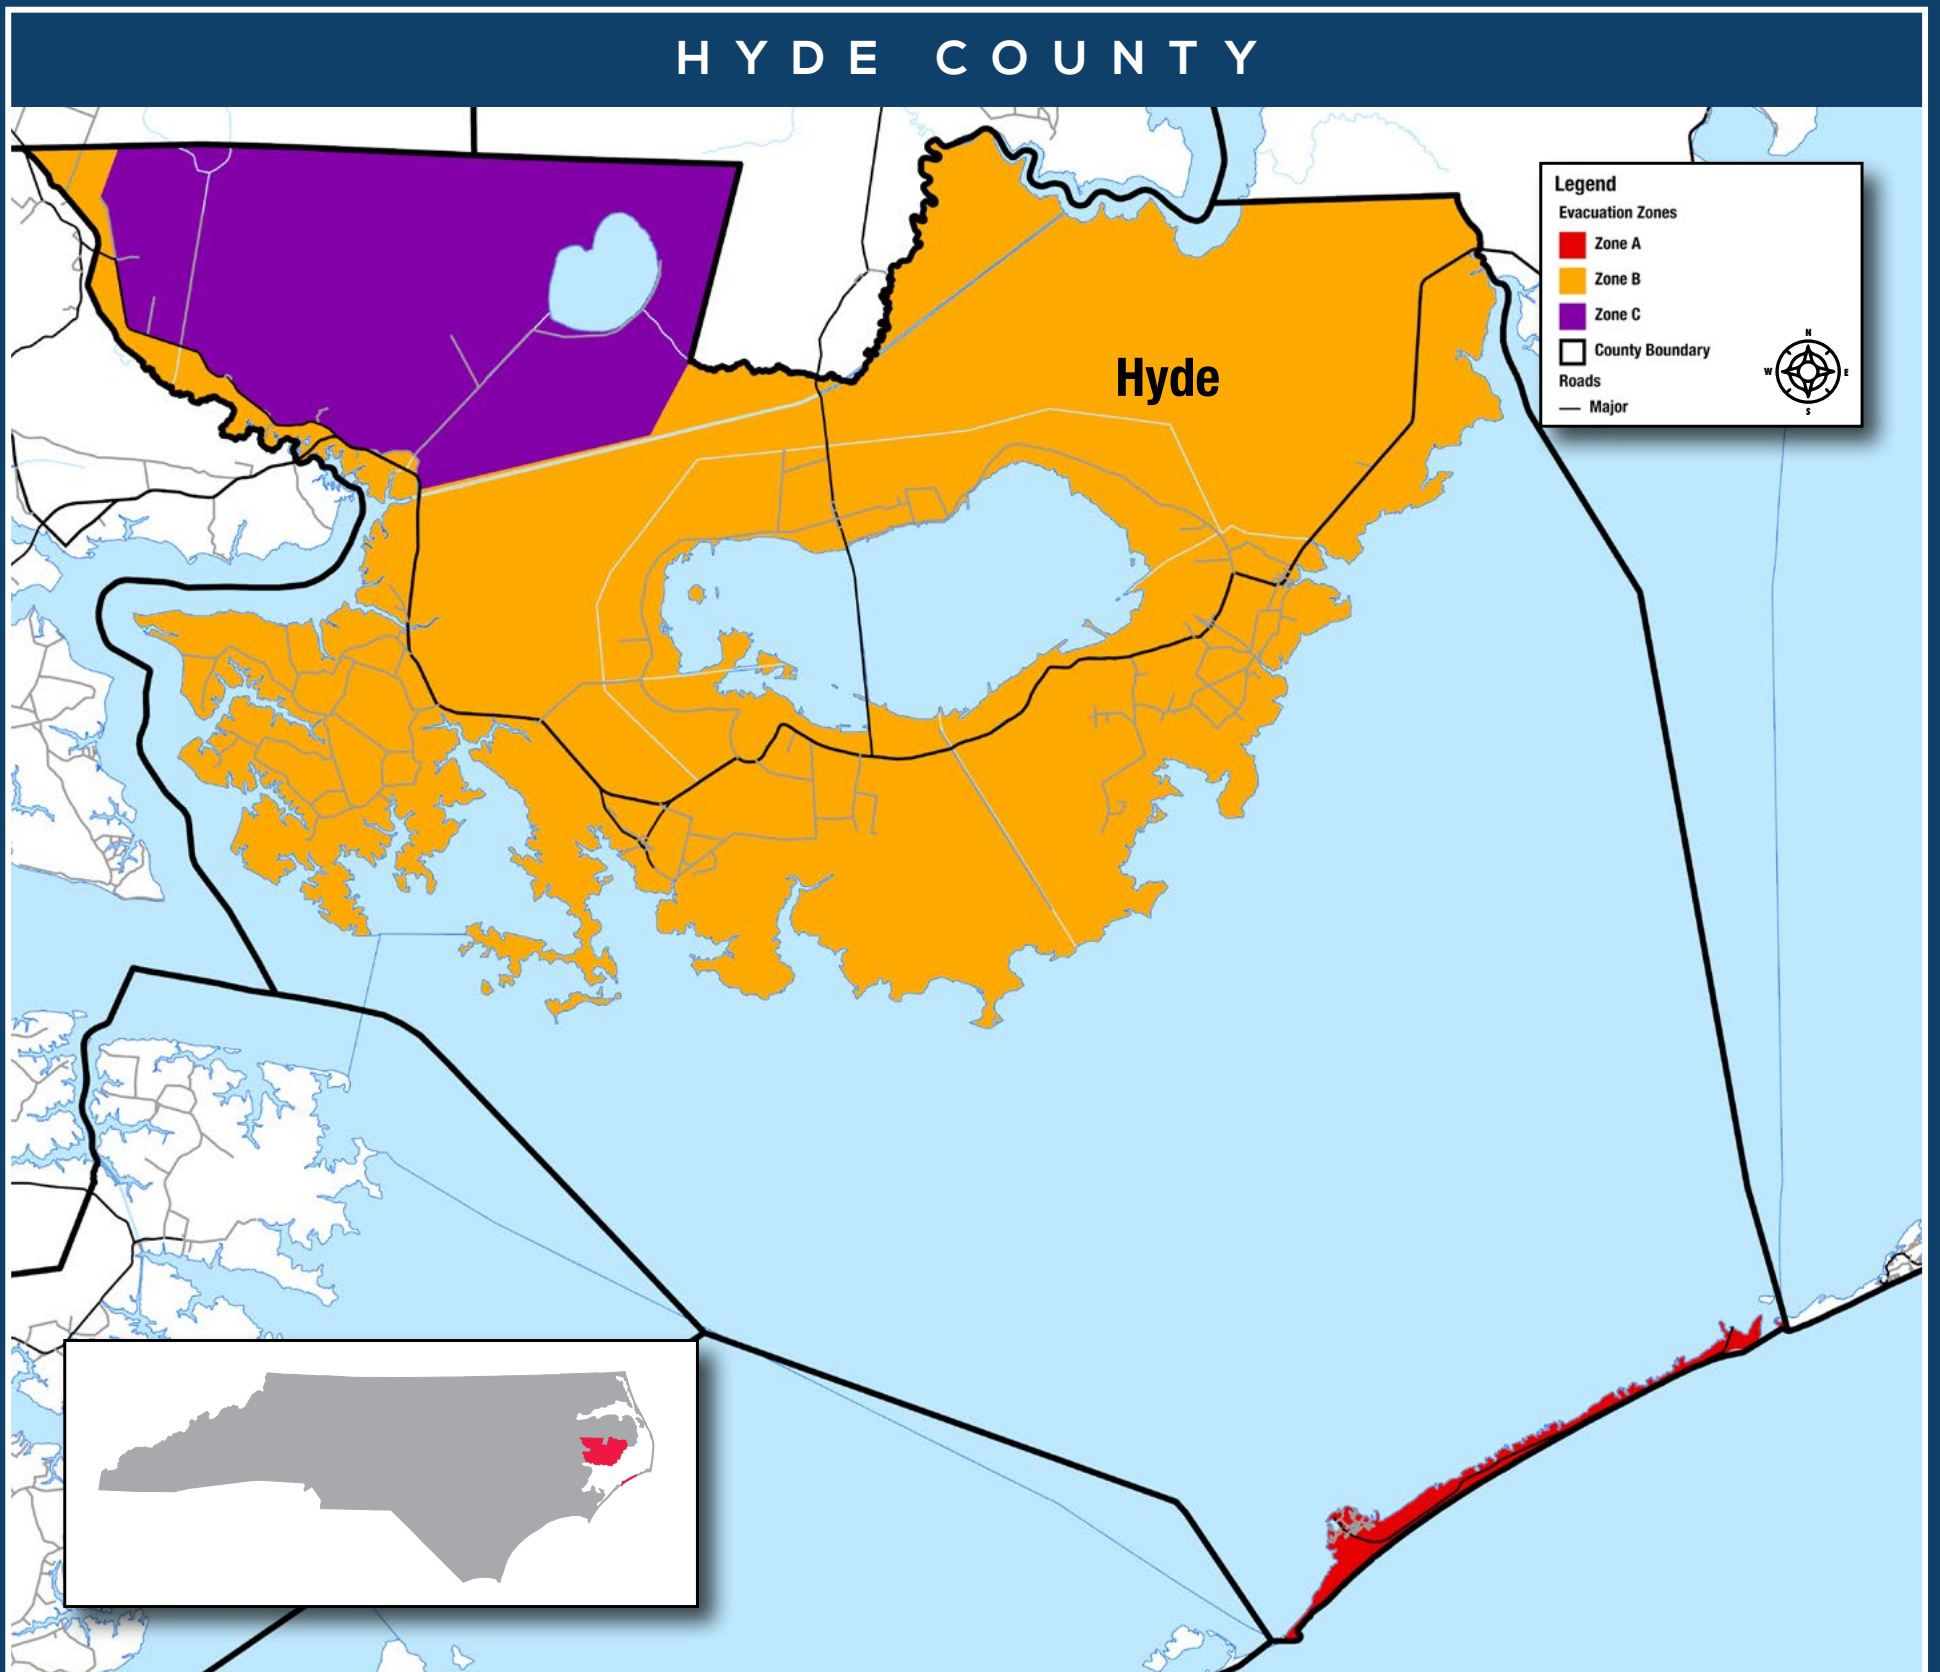 HYDE COUNTY
Legend
Evacuation Zones
Zone A
Zone B
Zone C
County Boundary
Roads
Major
N
W
E
S
Hyde